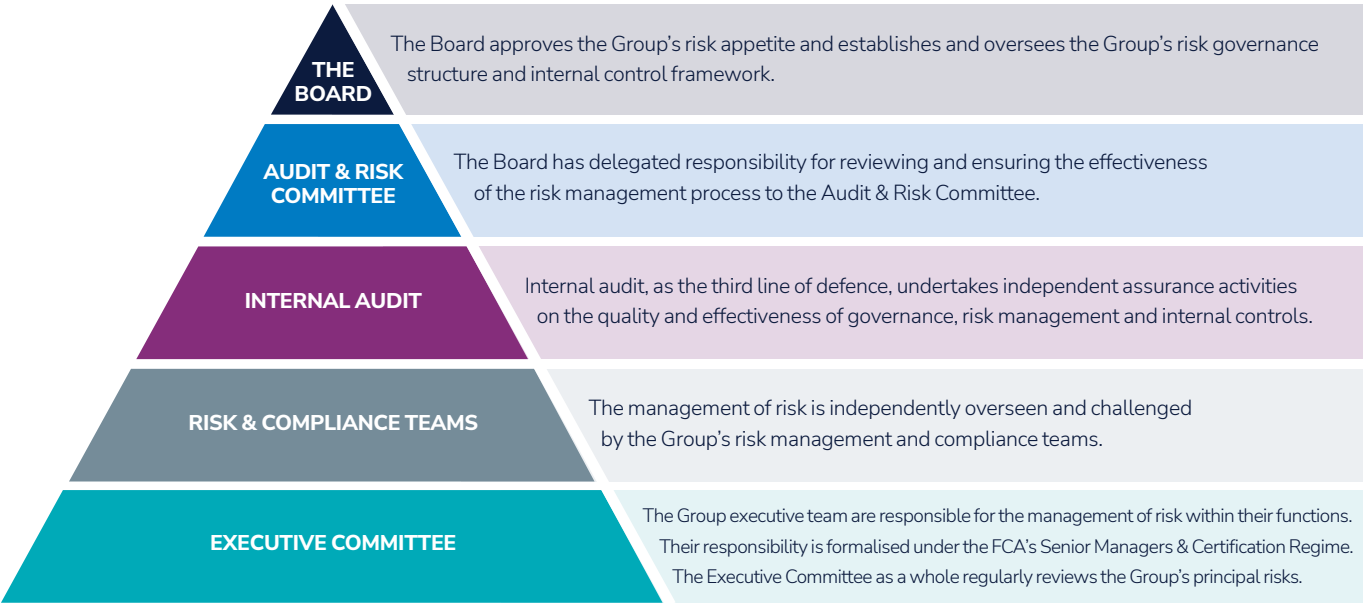 THE
BOARD
The Board approves the Group’s risk appetite and establishes and oversees the Group’s risk governance
structure and internal control framework.
AUDIT & RISK
COMMITTEE
The Board has delegated responsibility for reviewing and ensuring the effectiveness
of the risk management process to the Audit & Risk Committee.
INTERNAL AUDIT
Internal audit, as the third line of defence, undertakes independent assurance activities
on the quality and effectiveness of governance, risk management and internal controls.
RISK & COMPLIANCE TEAMS
The management of risk is independently overseen and challenged
by the Group’s risk management and compliance teams.
EXECUTIVE COMMITTEE
The Group executive team are responsible for the management of risk within their functions.
Their responsibility is formalised under the FCA’s Senior Managers & Certification Regime.
The Executive Committee as a whole regularly reviews the Group’s principal risks.